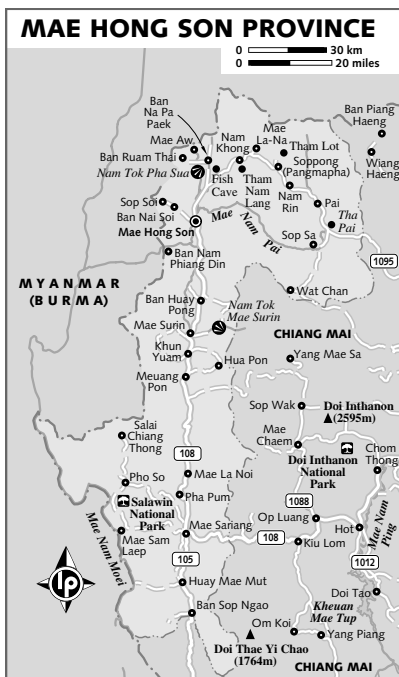 MAE HONG SON PROVINCE
0 30 km
0 20 miles
Ban
Na Pa
Paek
Mae Aw
Ban Ruam Thai
Nam Tok Pha Sua
Nam
Khong
Mae
La-Na
Tham Lot
Soppong
(Pangmapha)
Ban Piang
Haeng
Wiang
Haeng
Fish
Cave
Tham
Nam
Lang
Nam
Rin
Pai
Tha
Pai
Sop Soi
Ban Nai Soi
Mae Hong Son
Mae Nam Pai
Sop Sa
1095
Ban Nam
Phiang Din
MYANMAR
(BURMA)
Wat Chan
Ban Huay
Pong
Nam Tok
Mae Surin
Mae Surin
CHIANG MAI
Khun
Yuam
Hua Pon
Yang Mae Sa
Meuang
Pon
Sop Wak
Doi Inthanon
(2595m)
Salai
Chiang
Thong
Mae
Chaem
Doi Inthanon
National
Park
Chom
Thong
108
Pho So
Mae La Noi
Salawin
National
Park
Pha Pum
1088
Mae Nam Ping
Mae Nam Moei
Mae Sam
Laep
Mae Sariang
Op Luang
Hot
108
Kiu Lom
105
1012
lp
Huay Mae Mut
Doi Tao
Kheuan
Mae Tup
Ban Sop Ngao
Om Koi
Yang Piang
Doi Thae Yi Chao
(1764m)
CHIANG MAI